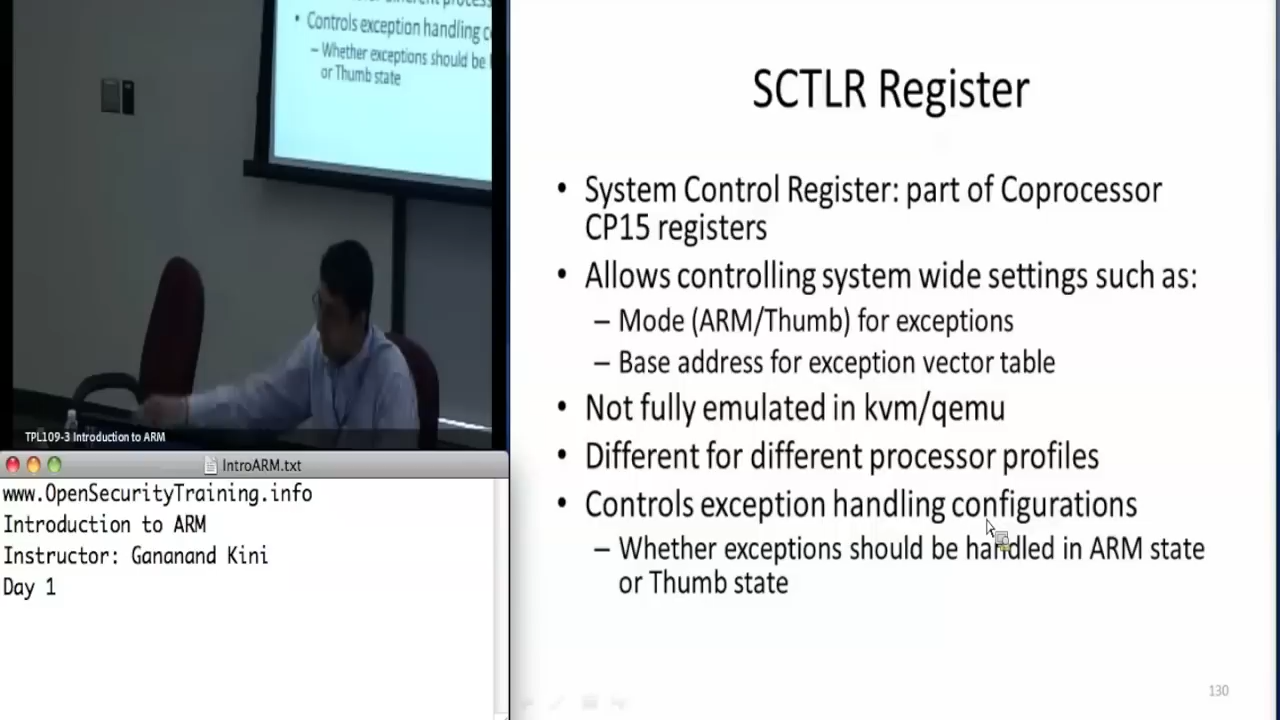 Controls exception handling c
– Whether exceptions should be
or Thumb state
TPL109-3 Introduction to ARM
IntroARM.txt
www.OpenSecurityTraining.info
Introduction to ARM
Instructor: Gananand Kini
Day 1
SCTLR Register
• System Control Register: part of Coprocessor
CP15 registers
• Allows controlling system wide settings such as:
– Mode (ARM/Thumb) for exceptions
– Base address for exception vector table
• Not fully emulated in kvm/qemu
• Different for different processor profiles
• Controls exception handling configurations
– Whether exceptions should be handled in ARM state
or Thumb state
130